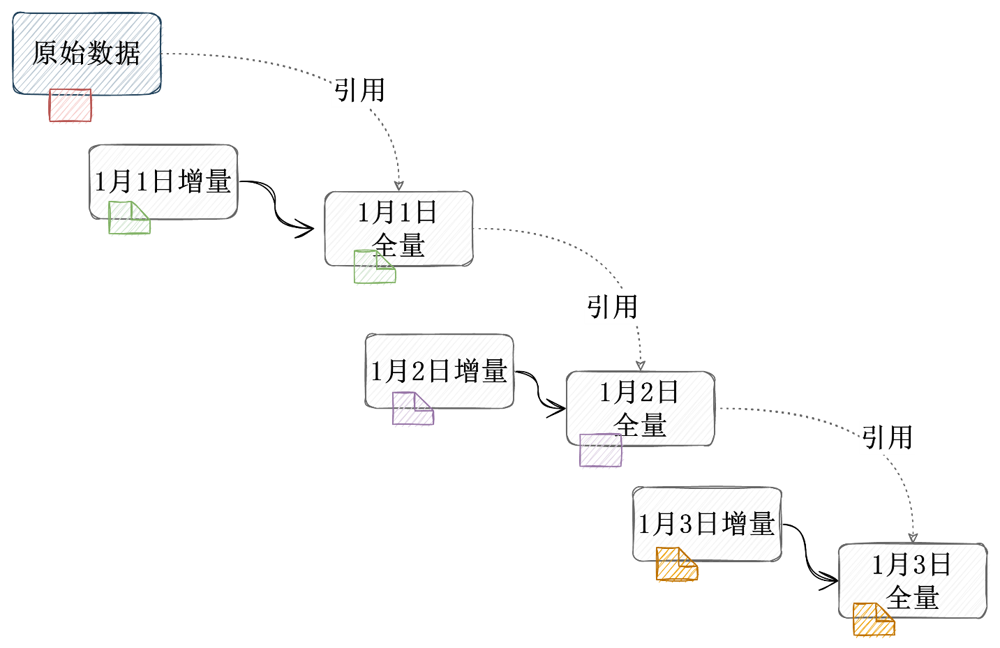 原始数据
引用
1月1日增量
1月1日
全量
引用
1月2日增量
1月2日
全量
引用
1月3日增量
1月3日
全量